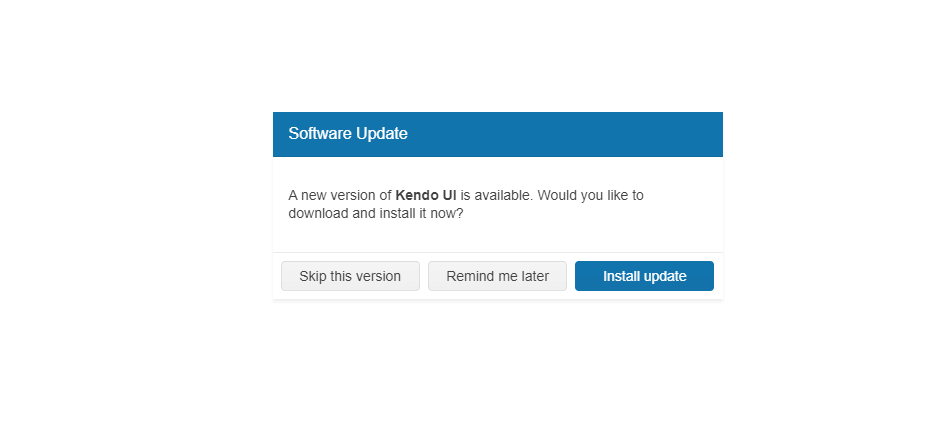 Software Update
A new version of Kendo UI is available. Would you like to
download and install it now?
Skip this version
Remind me later
Install update